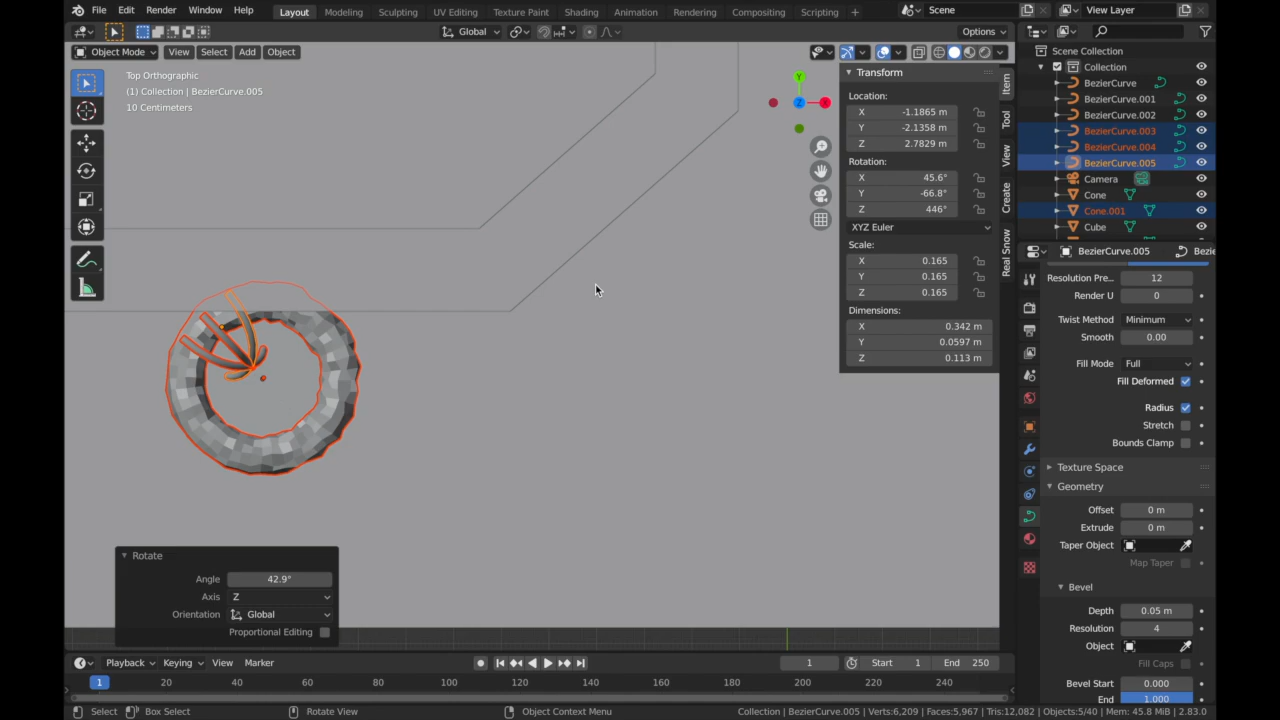 File Edit Render Window Help Layout Modeling Sculpting UV Editing Texture Paint Shading Animation Rendering Compositing Scripting + Scene View Layer
Global Options
Object Mode View Select Add Object
Top Orthographic
(1) Collection | BezierCurve.005
10 Centimeters
Y
X
Z
Transform
Location:
X -1.1865 m
Y -2.1358 m
Z 2.7829 m
Rotation:
X 45.6°
Y -66.8°
Z 446°
XYZ Euler
Scale:
X 0.165
Y 0.165
Z 0.165
Dimensions:
X 0.342 m
Y 0.0597 m
Z 0.113 m
Item
Tool
View
Create
Real Snow
Scene Collection
Collection
BezierCurve
BezierCurve.001
BezierCurve.002
BezierCurve.003
BezierCurve.004
BezierCurve.005
Camera
Cone
Cone.001
Cube
BezierCurve.005 Bezie
Resolution Pre... 12
Render U 0
Twist Method Minimum
Smooth 0.00
Fill Mode Full
Fill Deformed
Radius
Stretch
Bounds Clamp
Texture Space
Geometry
Offset 0 m
Extrude 0 m
Taper Object
Map Taper
Bevel
Depth 0.05 m
Resolution 4
Object
Fill Caps
Bevel Start 0.000
End 1.000
Rotate
Angle 42.9°
Axis Z
Orientation Global
Proportional Editing
Playback Keying View Marker 1 Start 1 End 250
1 20 40 60 80 100 120 140 160 180 200 220 240
Select Box Select Rotate View Object Context Menu Collection | BezierCurve.005 | Verts:6,209 | Faces:5,967 | Tris:12,082 | Objects:5/40 | Mem: 45.8 MiB | 2.83.0